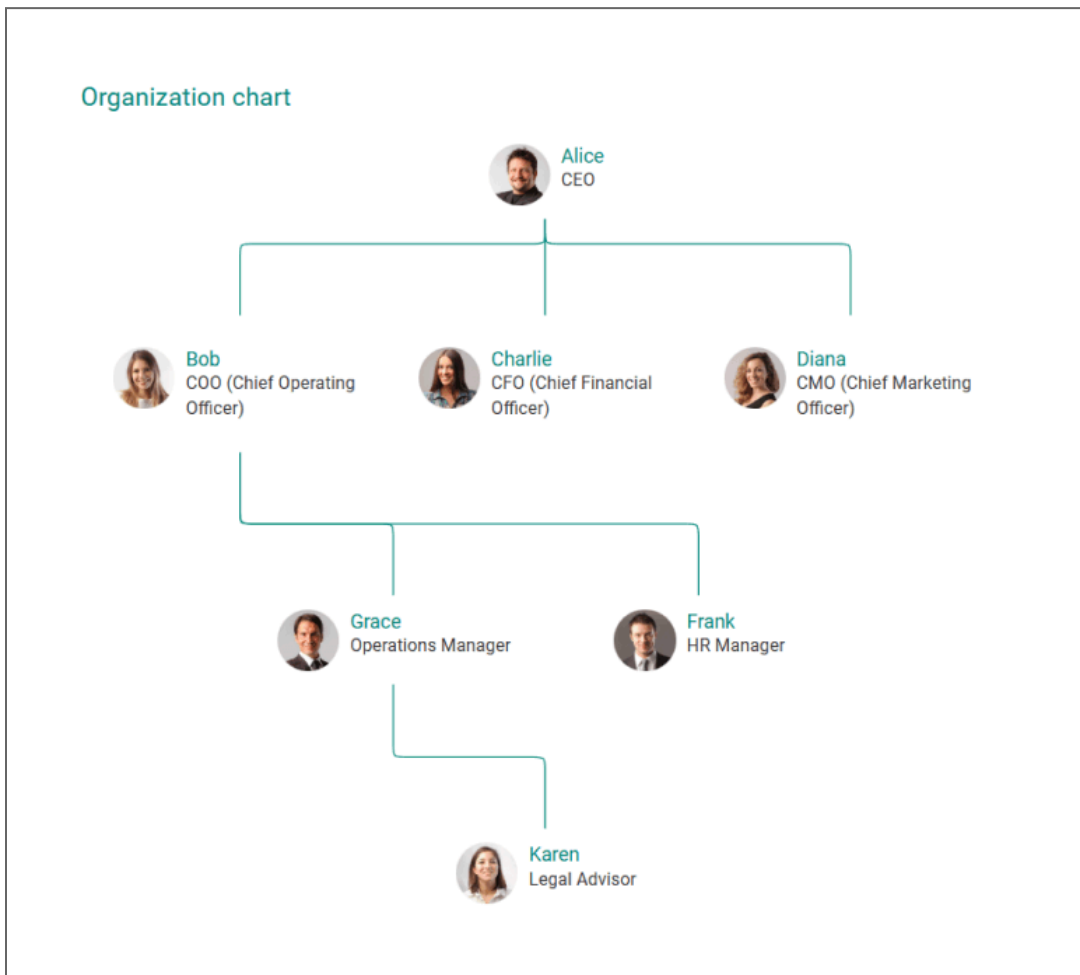 Organization chart
Alice
CEO
Bob
COO (Chief Operating
Officer)
Charlie
CFO (Chief Financial
Officer)
Diana
CMO (Chief Marketing
Officer)
Grace
Operations Manager
Frank
HR Manager
Karen
Legal Advisor